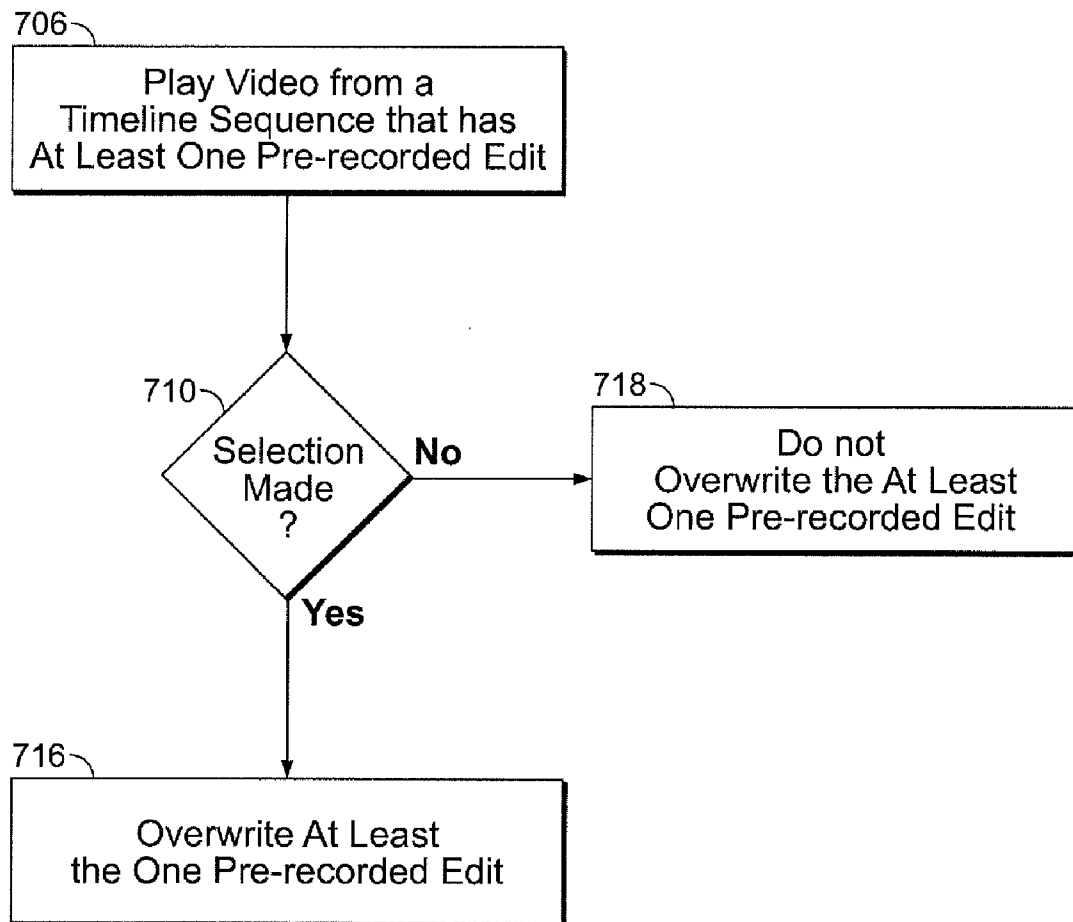 706
Play Video from a
Timeline Sequence that has
At Least One Pre-recorded Edit
710
Selection
Made
?
No
Yes
718
Do not
Overwrite the At Least
One Pre-recorded Edit
716
Overwrite At Least
the One Pre-recorded Edit